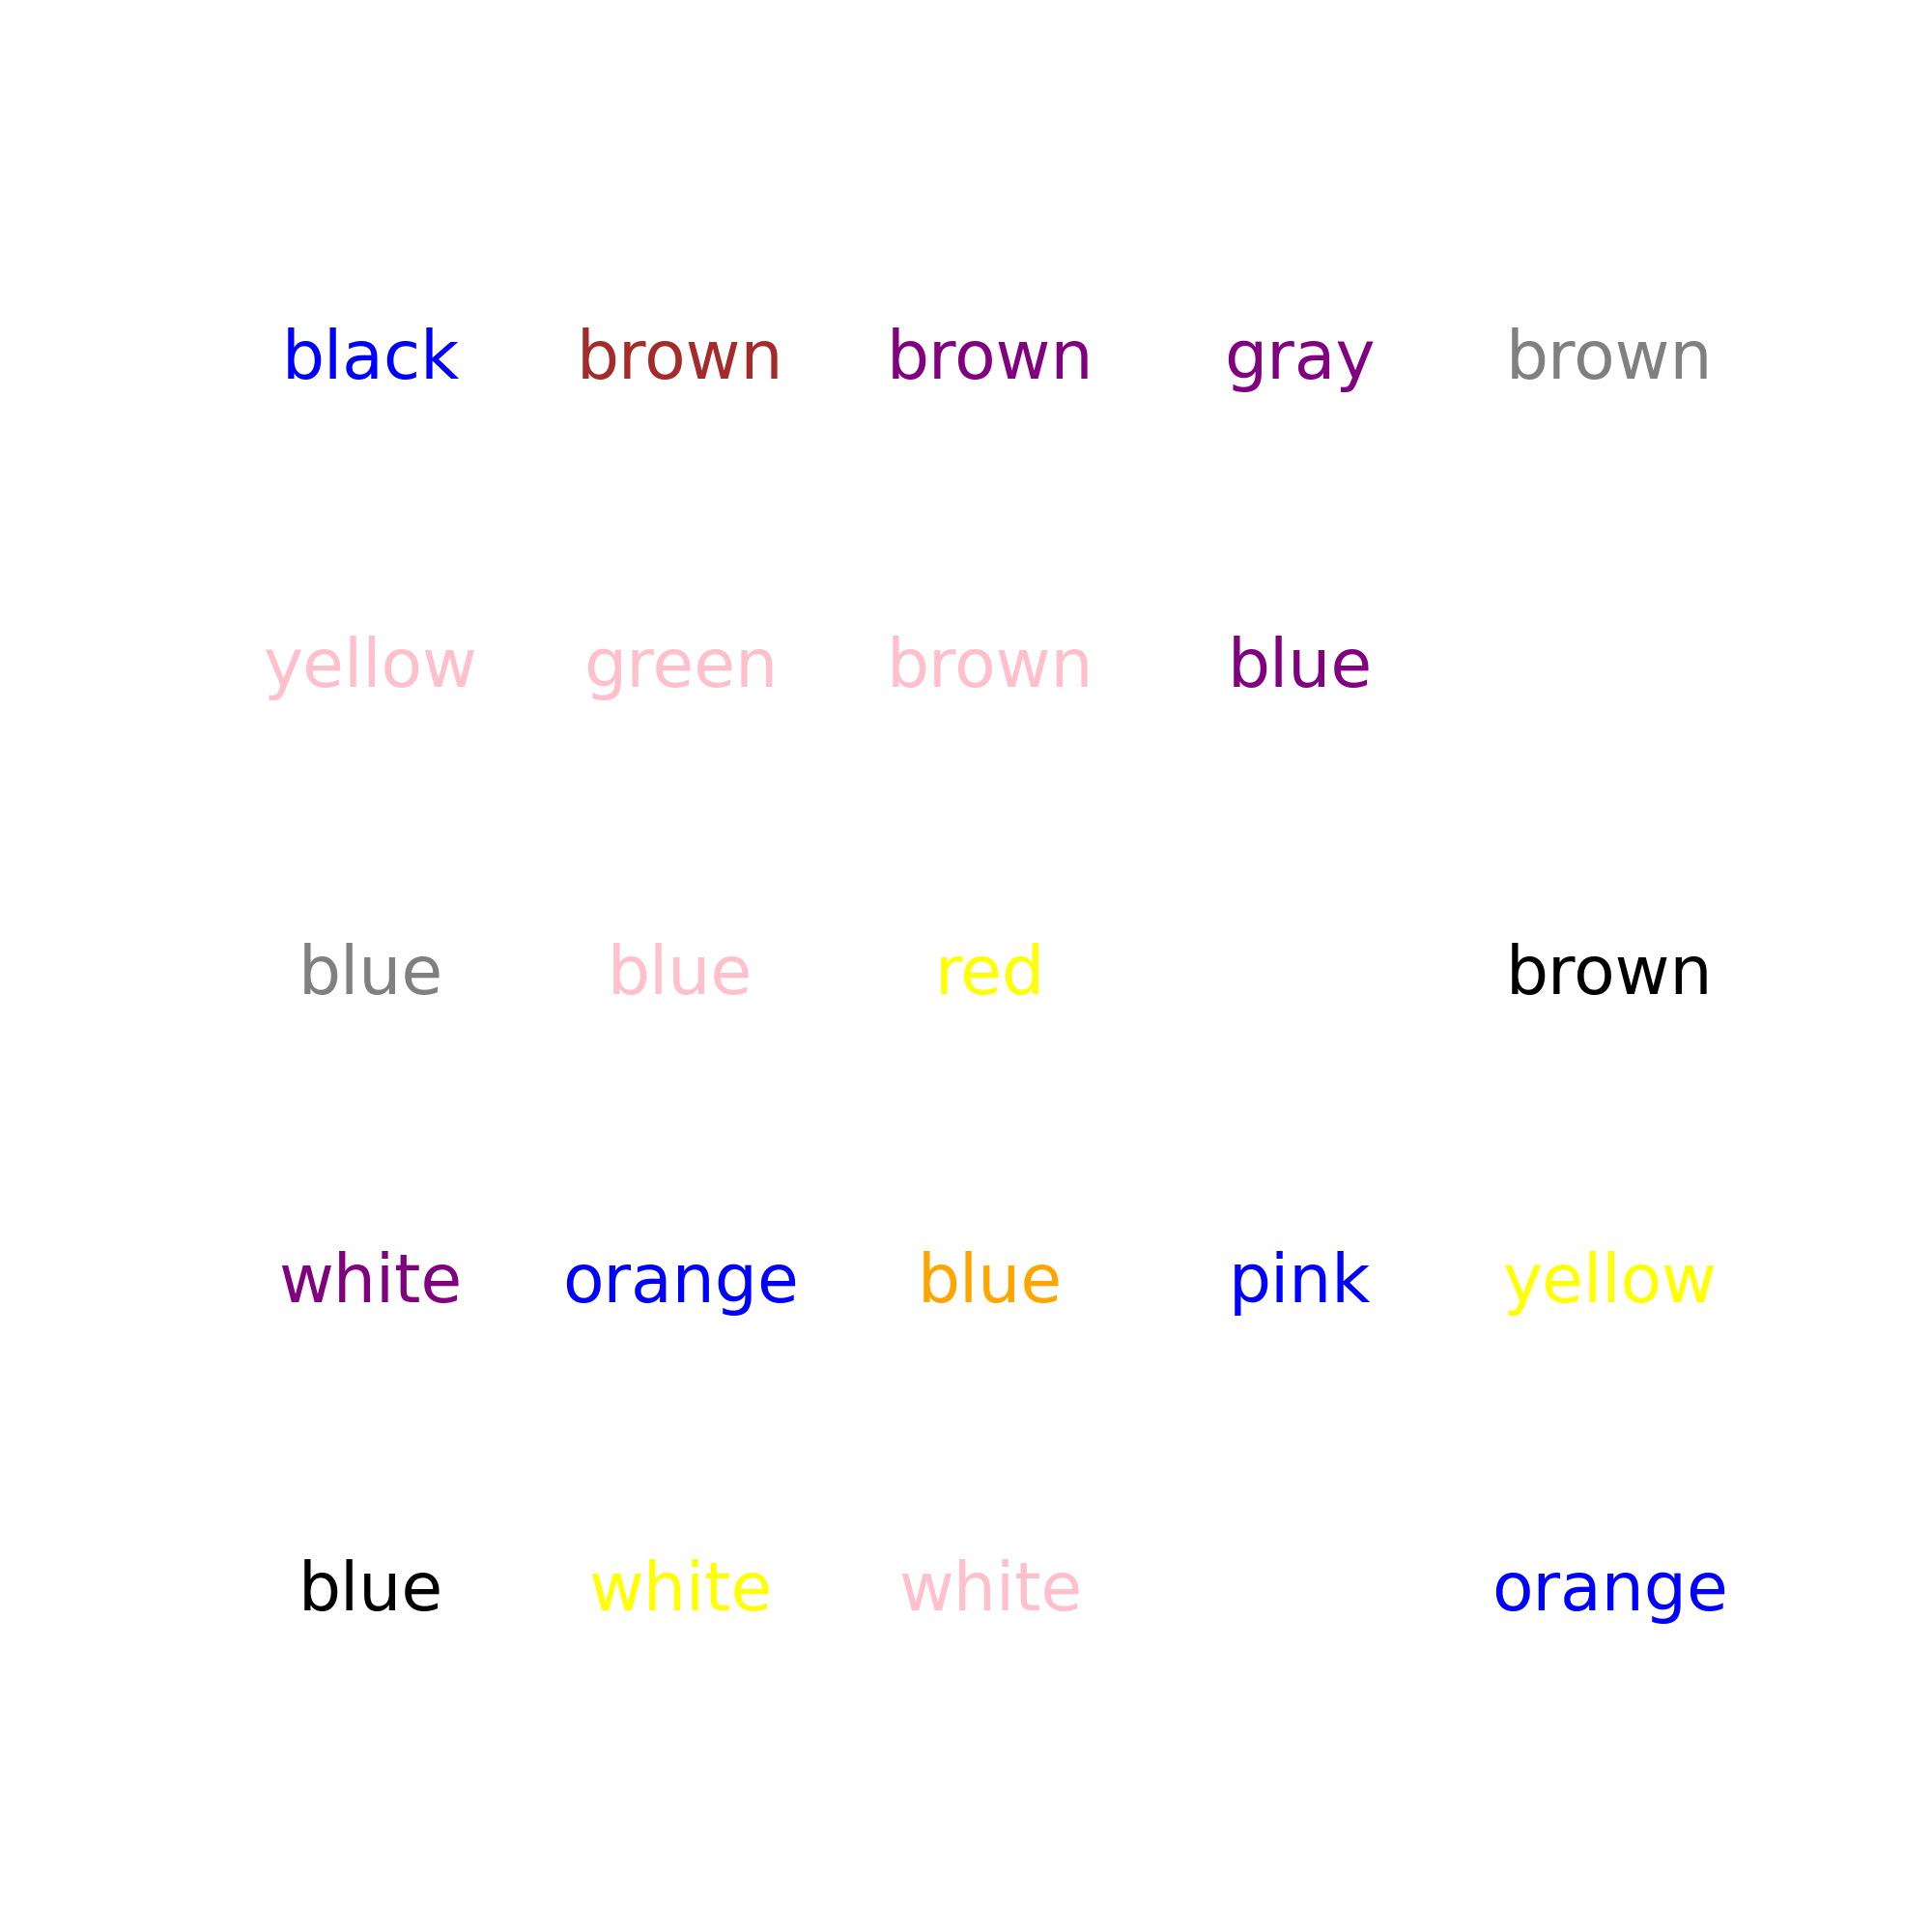 black brown brown gray brown
yellow green brown blue
blue blue red brown
white orange blue pink yellow
blue white white orange